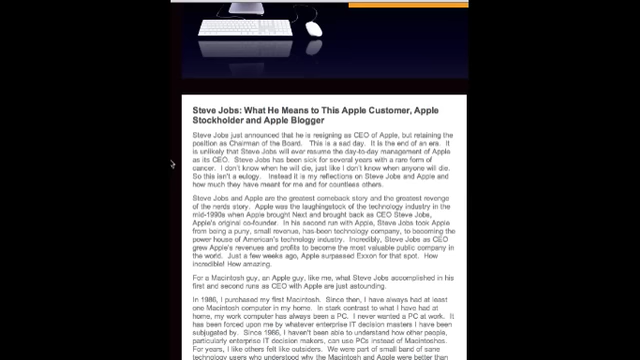 Steve Jobs: What He Means to This Apple Customer, Apple
Stockholder and Apple Blogger
Steve Jobs just announced that he is resigning as CEO of Apple, but retaining the
position as Chairman of the Board.  This is a sad day.  It is the end of an era.  It
is unlikely that Steve Jobs will ever resume the day-to-day management of Apple
as its CEO.  Steve Jobs has been sick for several years with a rare form of
cancer.  I don't know when he will die, just like I don't know when anyone will die.
So this isn't a eulogy.  Instead it is my reflections on Steve Jobs and Apple and
how much they have meant for me and for countless others.
Steve Jobs and Apple are the greatest comeback story and the greatest revenge
of the nerds story.  Apple was the laughingstock of the technology industry in the
mid-1990s when Apple brought Next and brought back as CEO Steve Jobs,
Apple's original co-founder.  In his second run with Apple, Steve Jobs took Apple
from being a puny, small revenue, has-been technology company, to becoming the
power house of American's technology industry.  Incredibly, Steve Jobs as CEO
grew Apple's revenues and profits to become the most valuable public company in
the world.  Just a few weeks ago, Apple surpassed Exxon for that spot.  How
incredible! How amazing.
For a Macintosh guy, an Apple guy, like me, what Steve Jobs accomplished in his
first and second runs as CEO with Apple are just astounding.
In 1986, I purchased my first Macintosh.  Since then, I have always had at least
one Macintosh computer in my home.  In stark contrast to what I have had at
home, my work computer has always been a PC.  I never wanted a PC at work.  It
has been forced upon me by whatever enterprise IT decision masters I have been
subjugated by.  Since 1986, I haven't been able to understand how other people,
particularly enterprise IT decision makers, can use PCs instead of Macintoshes.
For years, I like others felt like outsiders.  We were part of small band of sane
technology users who understood why the Macintosh and Apple were better than